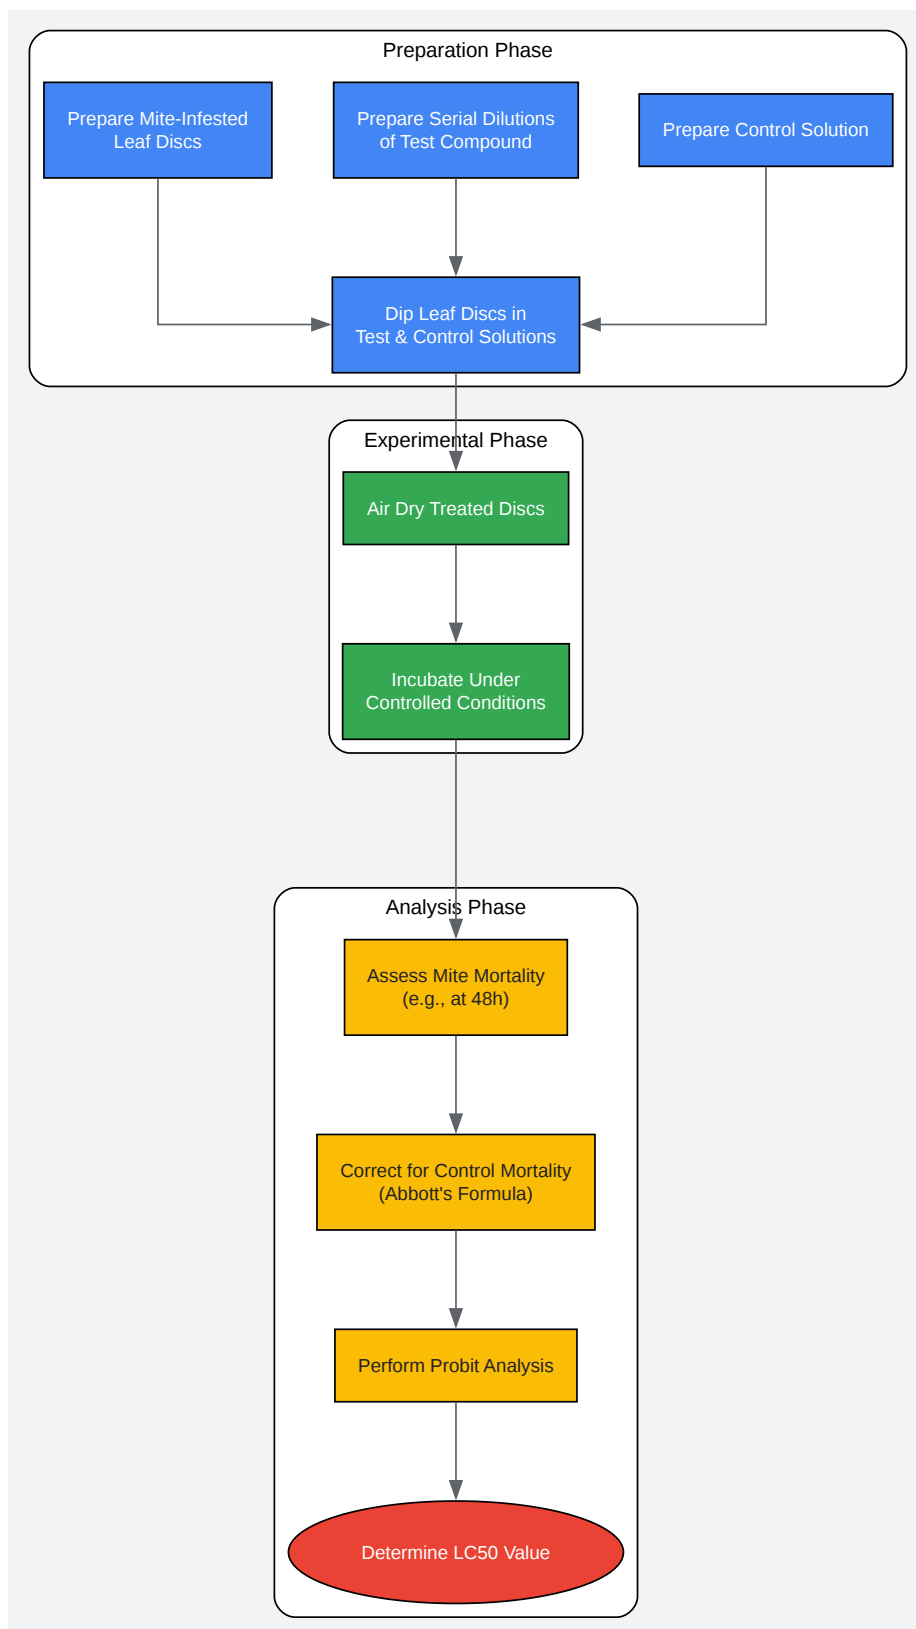 Preparation Phase
Prepare Mite-Infested
Leaf Discs
Prepare Serial Dilutions
of Test Compound
Prepare Control Solution
Dip Leaf Discs in
Test & Control Solutions
Experimental Phase
Air Dry Treated Discs
Incubate Under
Controlled Conditions
Analysis Phase
Assess Mite Mortality
(e.g., at 48h)
Correct for Control Mortality
(Abbott's Formula)
Perform Probit Analysis
Determine LC50 Value